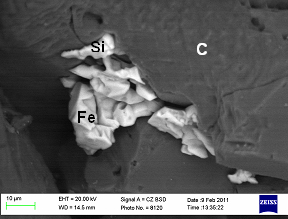 Si
C
Fe
10 µm
EHT = 20.00 kV
Signal A = CZ BSD
Date :9 Feb 2011
WD = 14.5 mm
Photo No. = 8120
Time :13:35:22
ZEISS